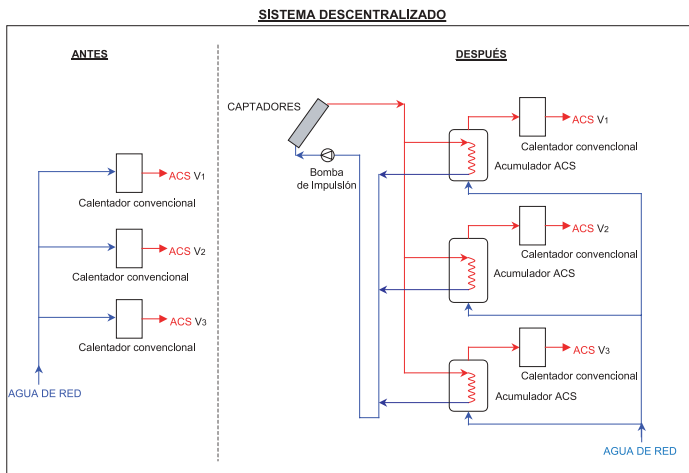 SISTEMA DESCENTRALIZADO
ANTES
ACS V1
Calentador convencional
ACS V2
Calentador convencional
ACS V3
Calentador convencional
AGUA DE RED
DESPUÉS
CAPTADORES
Bomba
de Impulslón
ACS V1
Calentador convencional
Acumulador ACS
ACS V2
Calentador convencional
Acumulador ACS
ACS V3
Calentador convencional
Acumulador ACS
AGUA DE RED